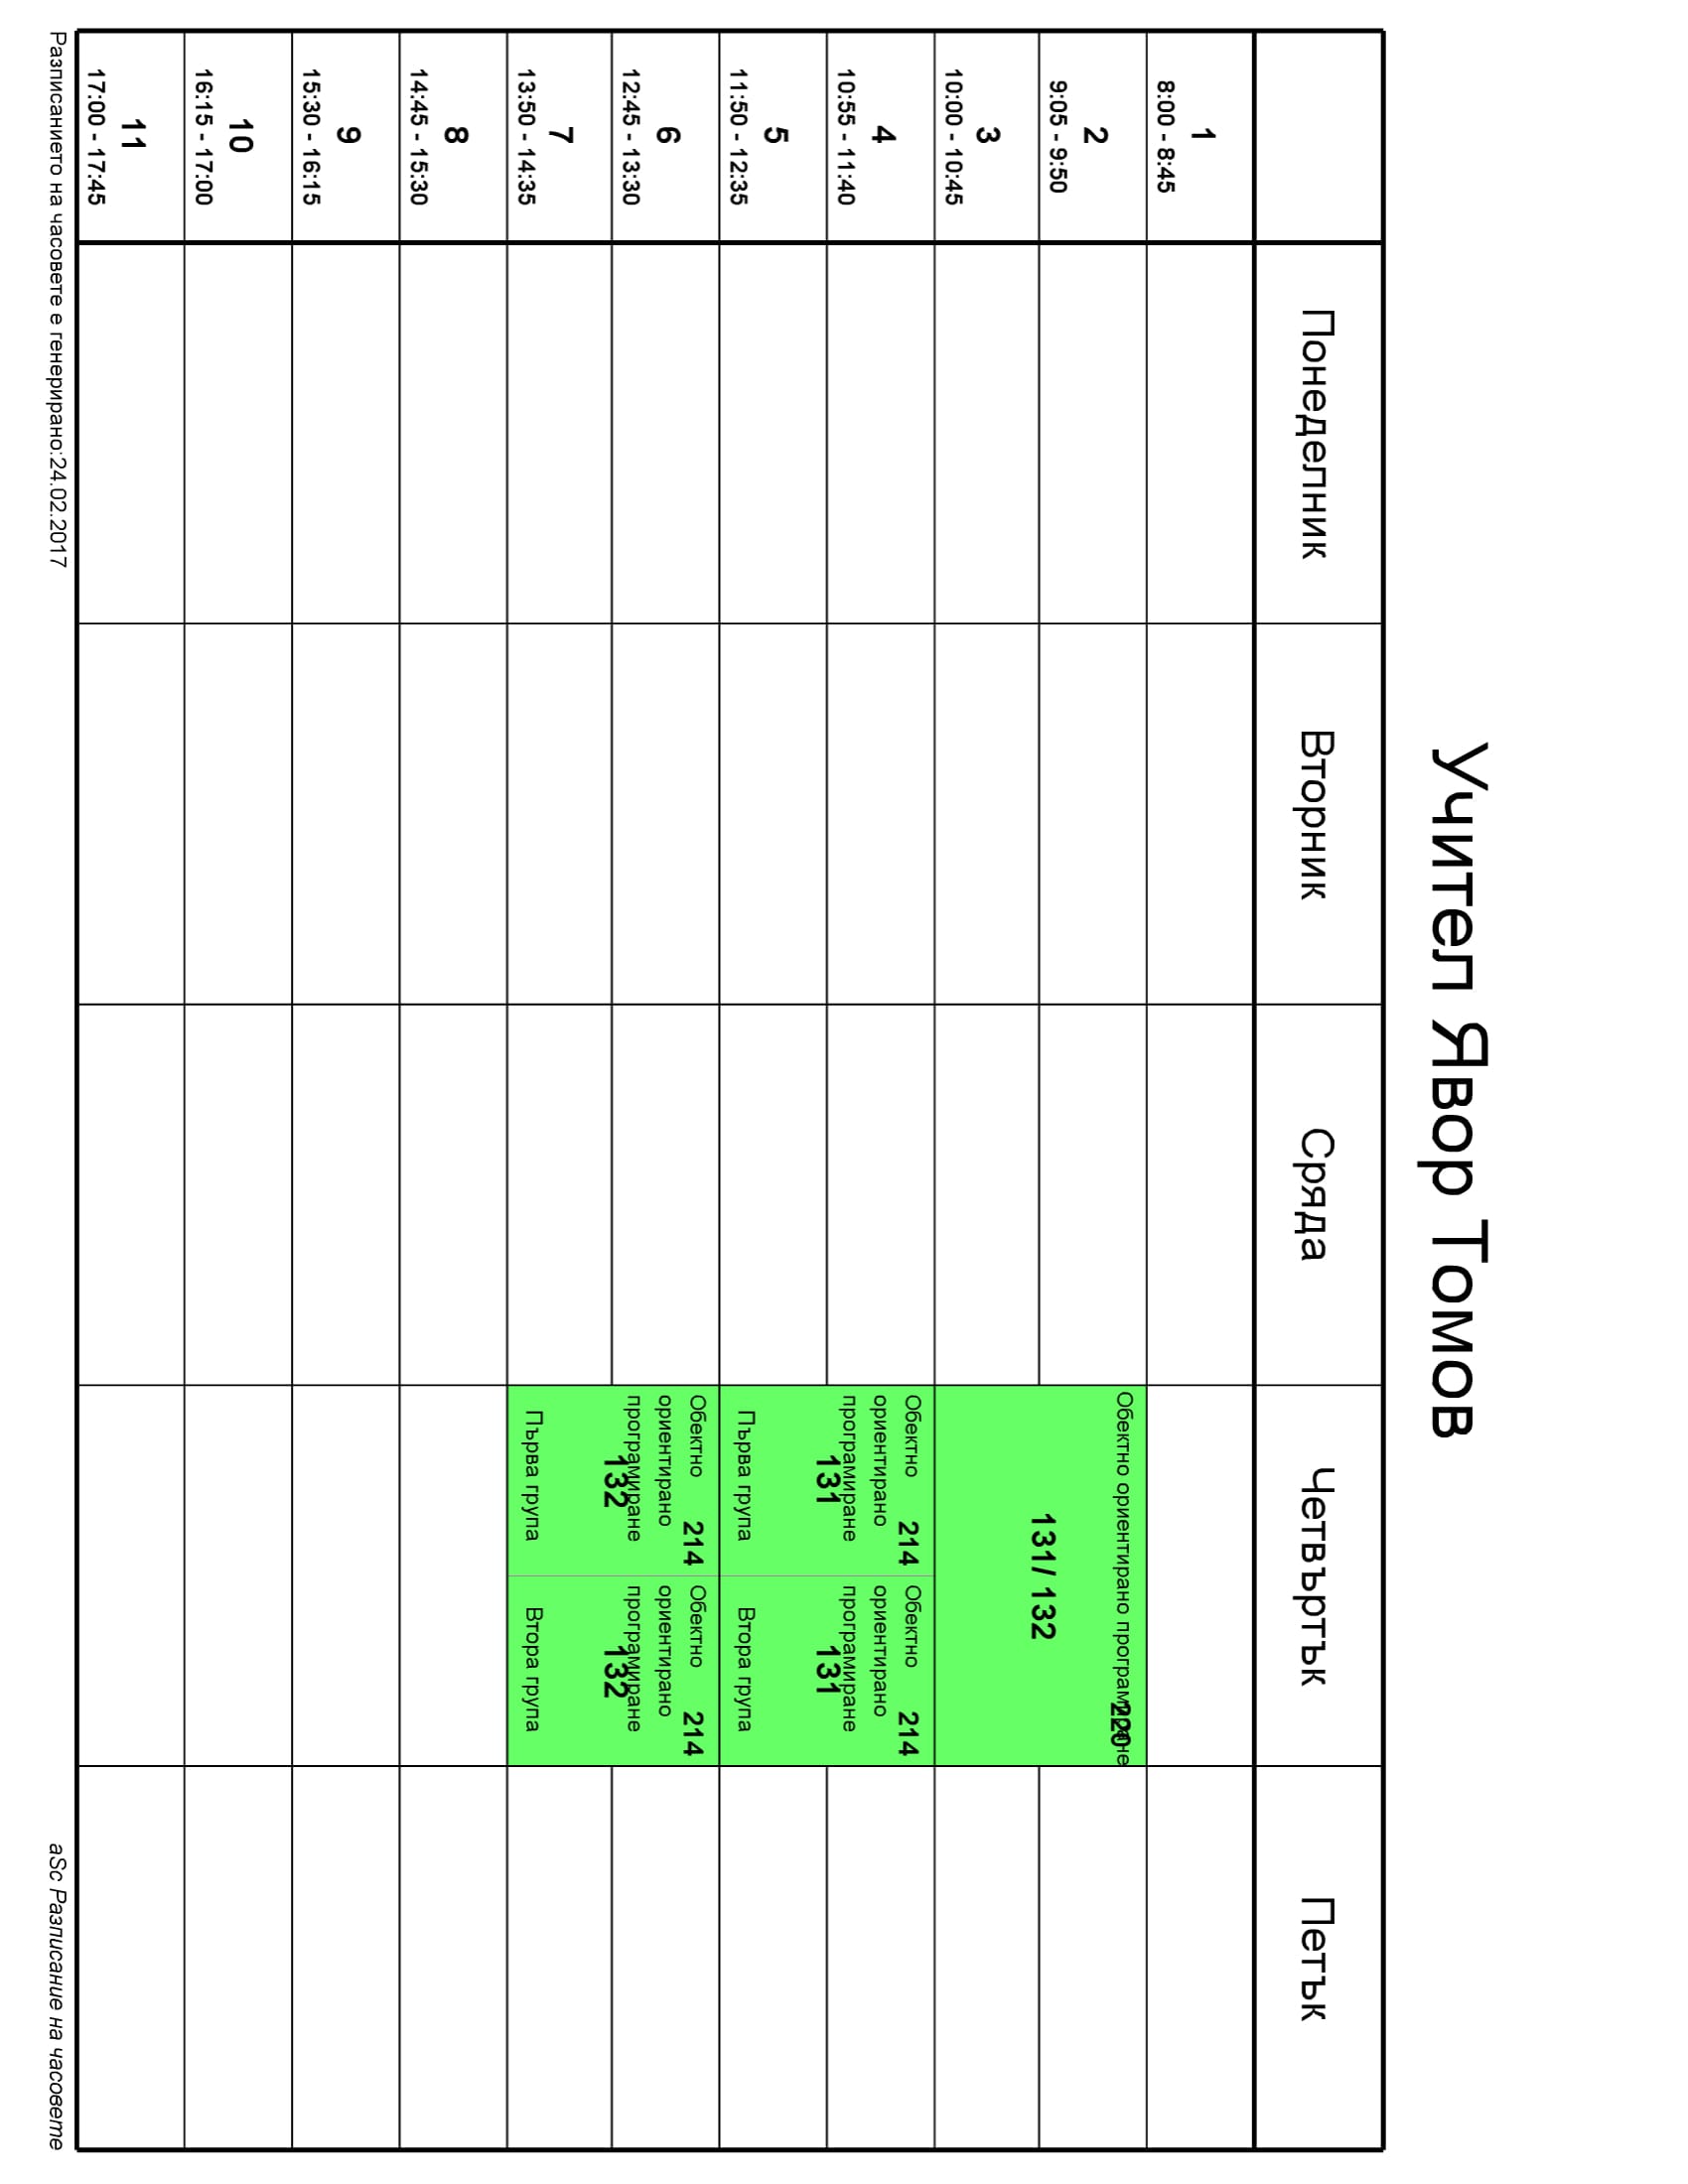 Учител Явор Томов
Понеделник
Вторник
Сряда
Четвъртък
Петък
1
8:00 - 8:45
2
9:05 - 9:50
3
10:00 - 10:45
4
10:55 - 11:40
5
11:50 - 12:35
6
12:45 - 13:30
7
13:50 - 14:35
8
14:45 - 15:30
9
15:30 - 16:15
10
16:15 - 17:00
11
17:00 - 17:45
Обектно ориентирано програмиране
220
131/ 132
Обектно
ориентирано
програмиране
214
131
Първа група
Обектно
ориентирано
програмиране
214
131
Втора група
Обектно
ориентирано
програмиране
214
132
Първа група
Обектно
ориентирано
програмиране
214
132
Втора група
Разписанието на часовете е генерирано:24.02.2017
aSc Разписание на часовете